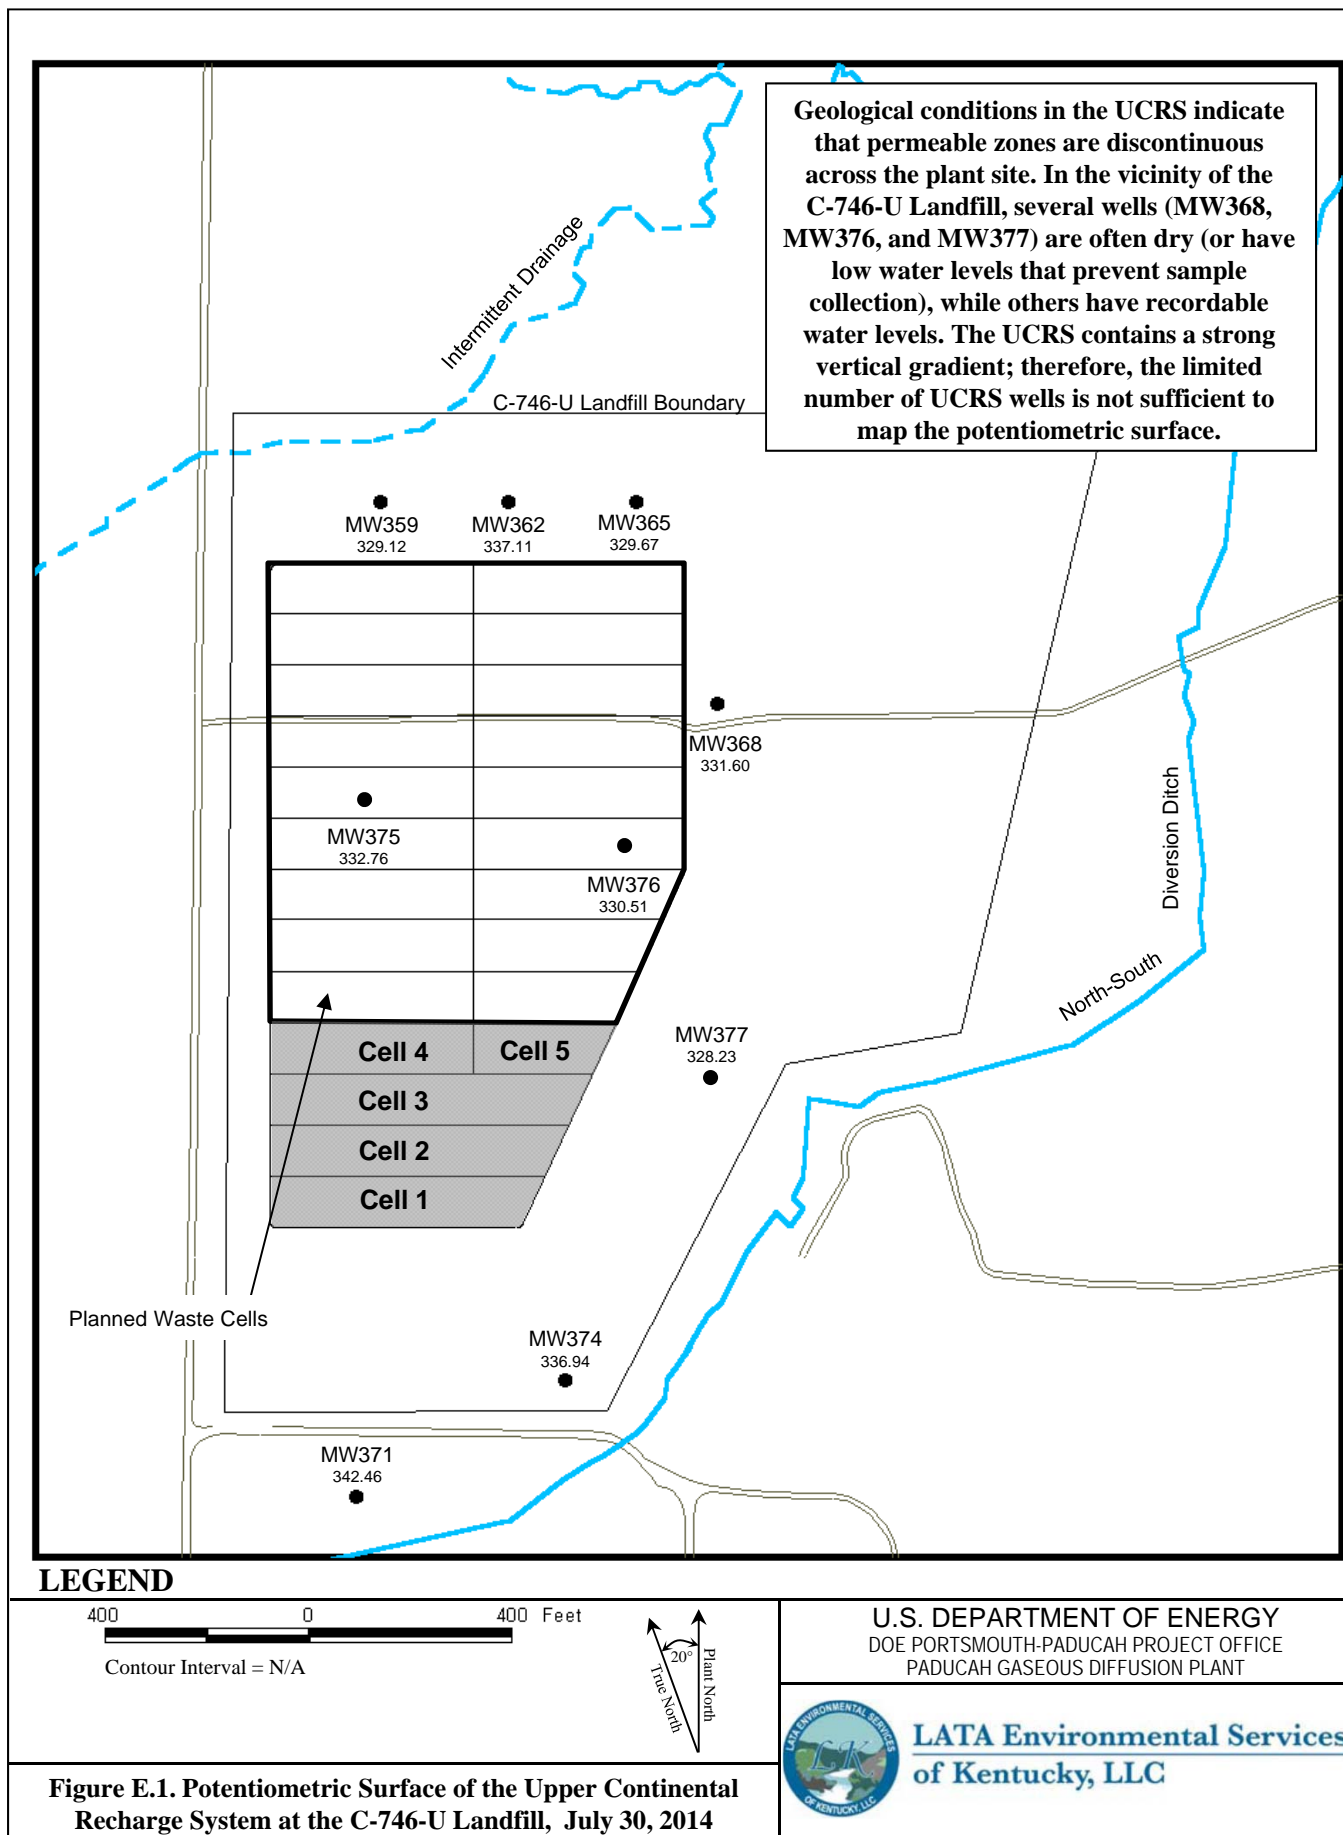 Geological conditions in the UCRS indicate
that permeable zones are discontinuous
across the plant site. In the vicinity of the
C-746-U Landfill, several wells (MW368,
MW376, and MW377) are often dry (or have
low water levels that prevent sample
collection), while others have recordable
water levels. The UCRS contains a strong
vertical gradient; therefore, the limited
number of UCRS wells is not sufficient to
map the potentiometric surface.
Intermittent Drainage
C-746-U Landfill Boundary
MW359
329.12
MW362
337.11
MW365
329.67
MW368
331.60
MW375
332.76
MW376
330.51
Diversion Ditch
North-South
MW377
328.23
Cell 4
Cell 5
Cell 3
Cell 2
Cell 1
Planned Waste Cells
MW374
336.94
MW371
342.46
LEGEND
400 0 400 Feet
Contour Interval = N/A
20°
True North
Plant North
U.S. DEPARTMENT OF ENERGY
DOE PORTSMOUTH-PADUCAH PROJECT OFFICE
PADUCAH GASEOUS DIFFUSION PLANT
LATA ENVIRONMENTAL SERVICES
LK
OF KENTUCKY, LLC
LATA Environmental Services
of Kentucky, LLC
Figure E.1. Potentiometric Surface of the Upper Continental
Recharge System at the C-746-U Landfill, July 30, 2014